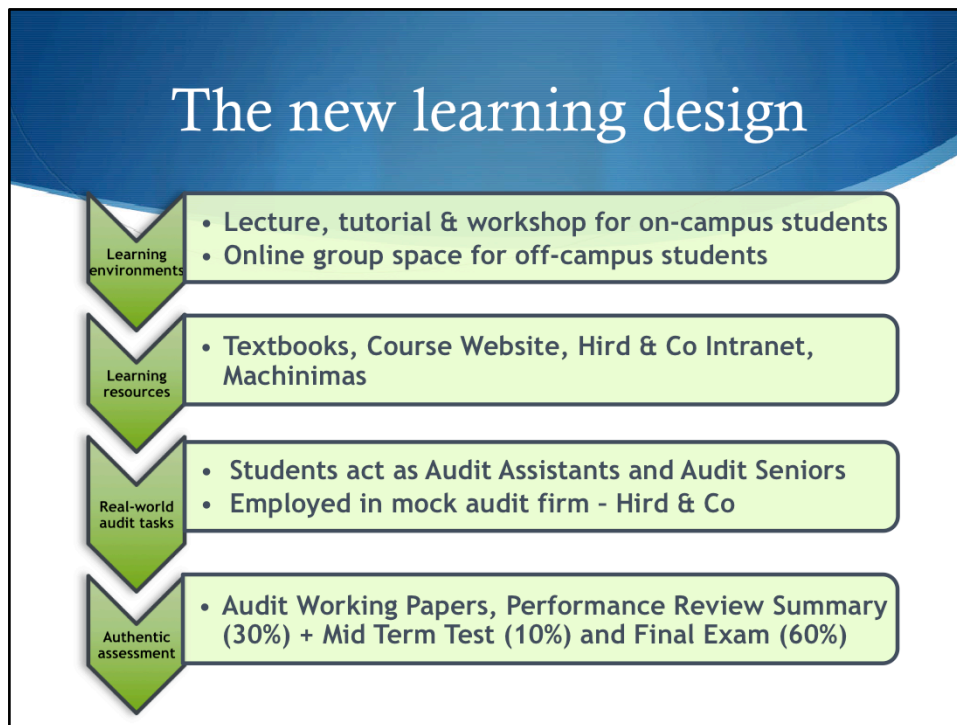 The new learning design
Learning
environments
• Lecture, tutorial & workshop for on-campus students
• Online group space for off-campus students
Learning
resources
• Textbooks, Course Website, Hird & Co Intranet,
Machinimas
Real-world
audit tasks
• Students act as Audit Assistants and Audit Seniors
• Employed in mock audit firm – Hird & Co
Authentic
assessment
• Audit Working Papers, Performance Review Summary
(30%) + Mid Term Test (10%) and Final Exam (60%)